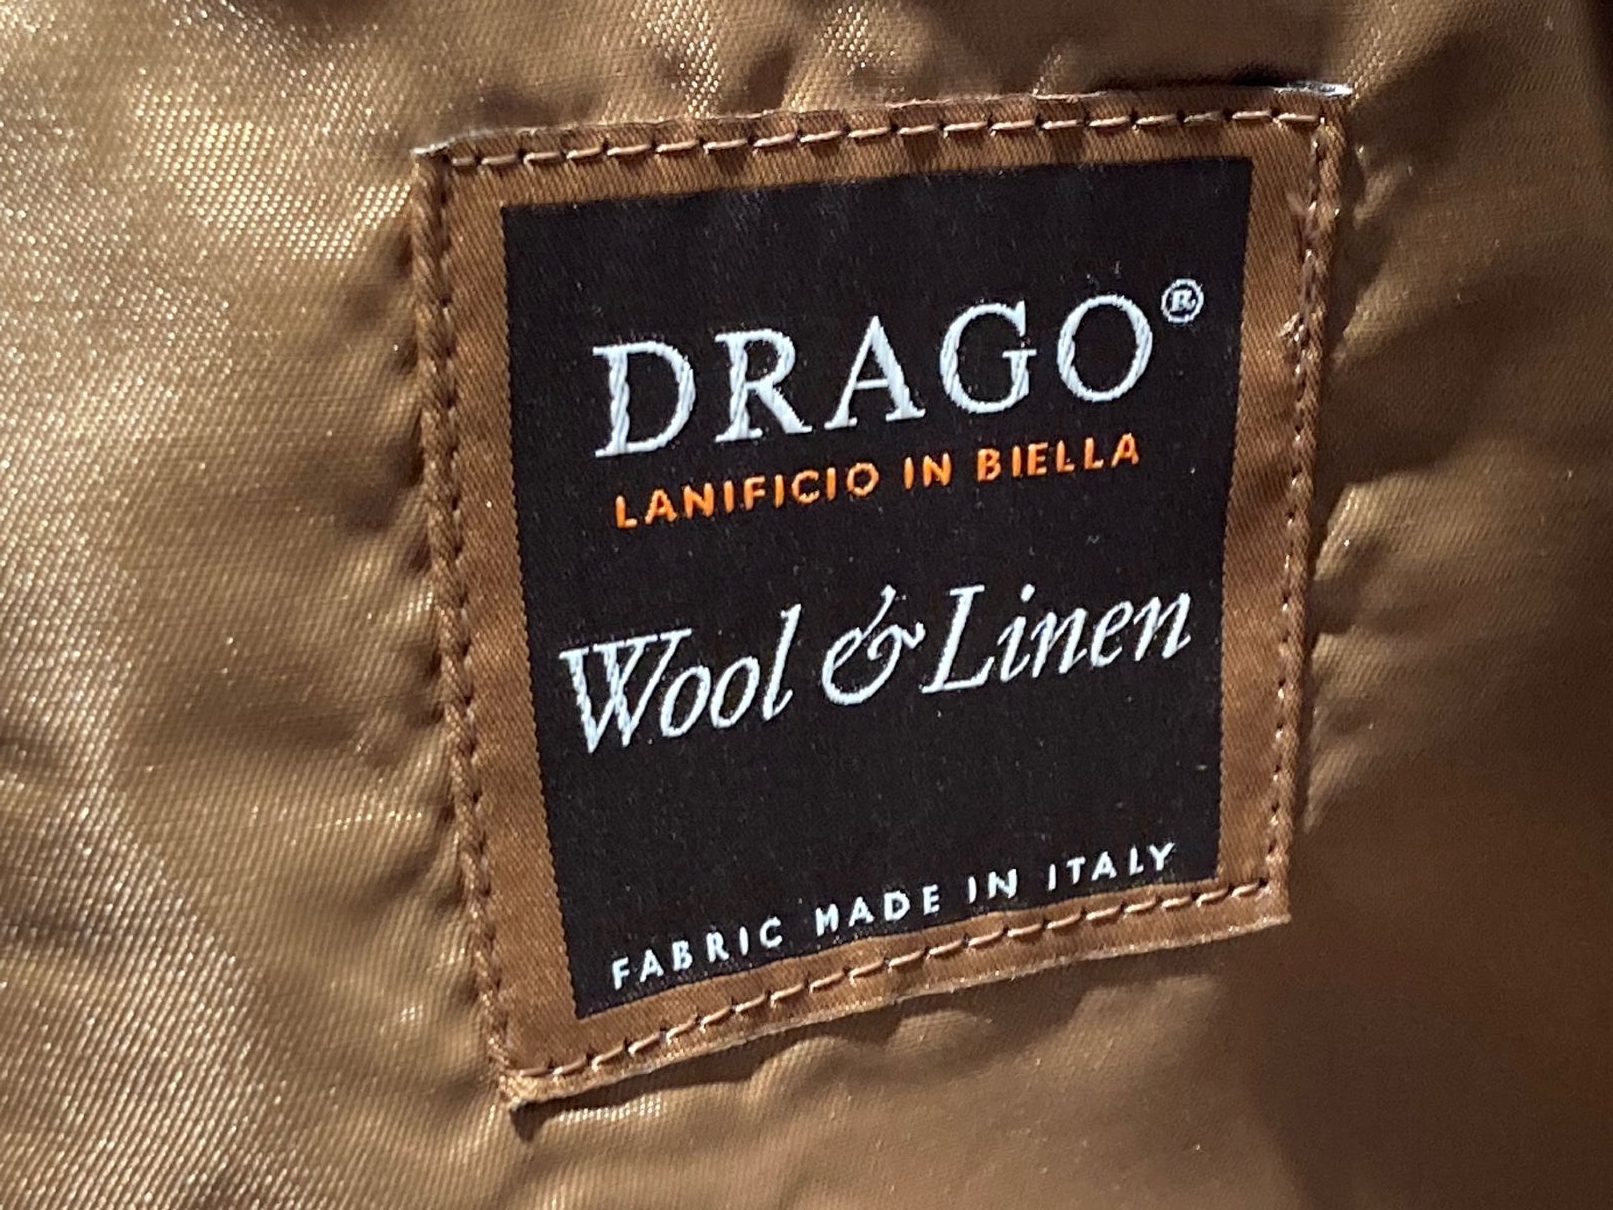 DRAGO®
LANIFICIO IN BIELLA
Wool & Linen
FABRIC MADE IN ITALY